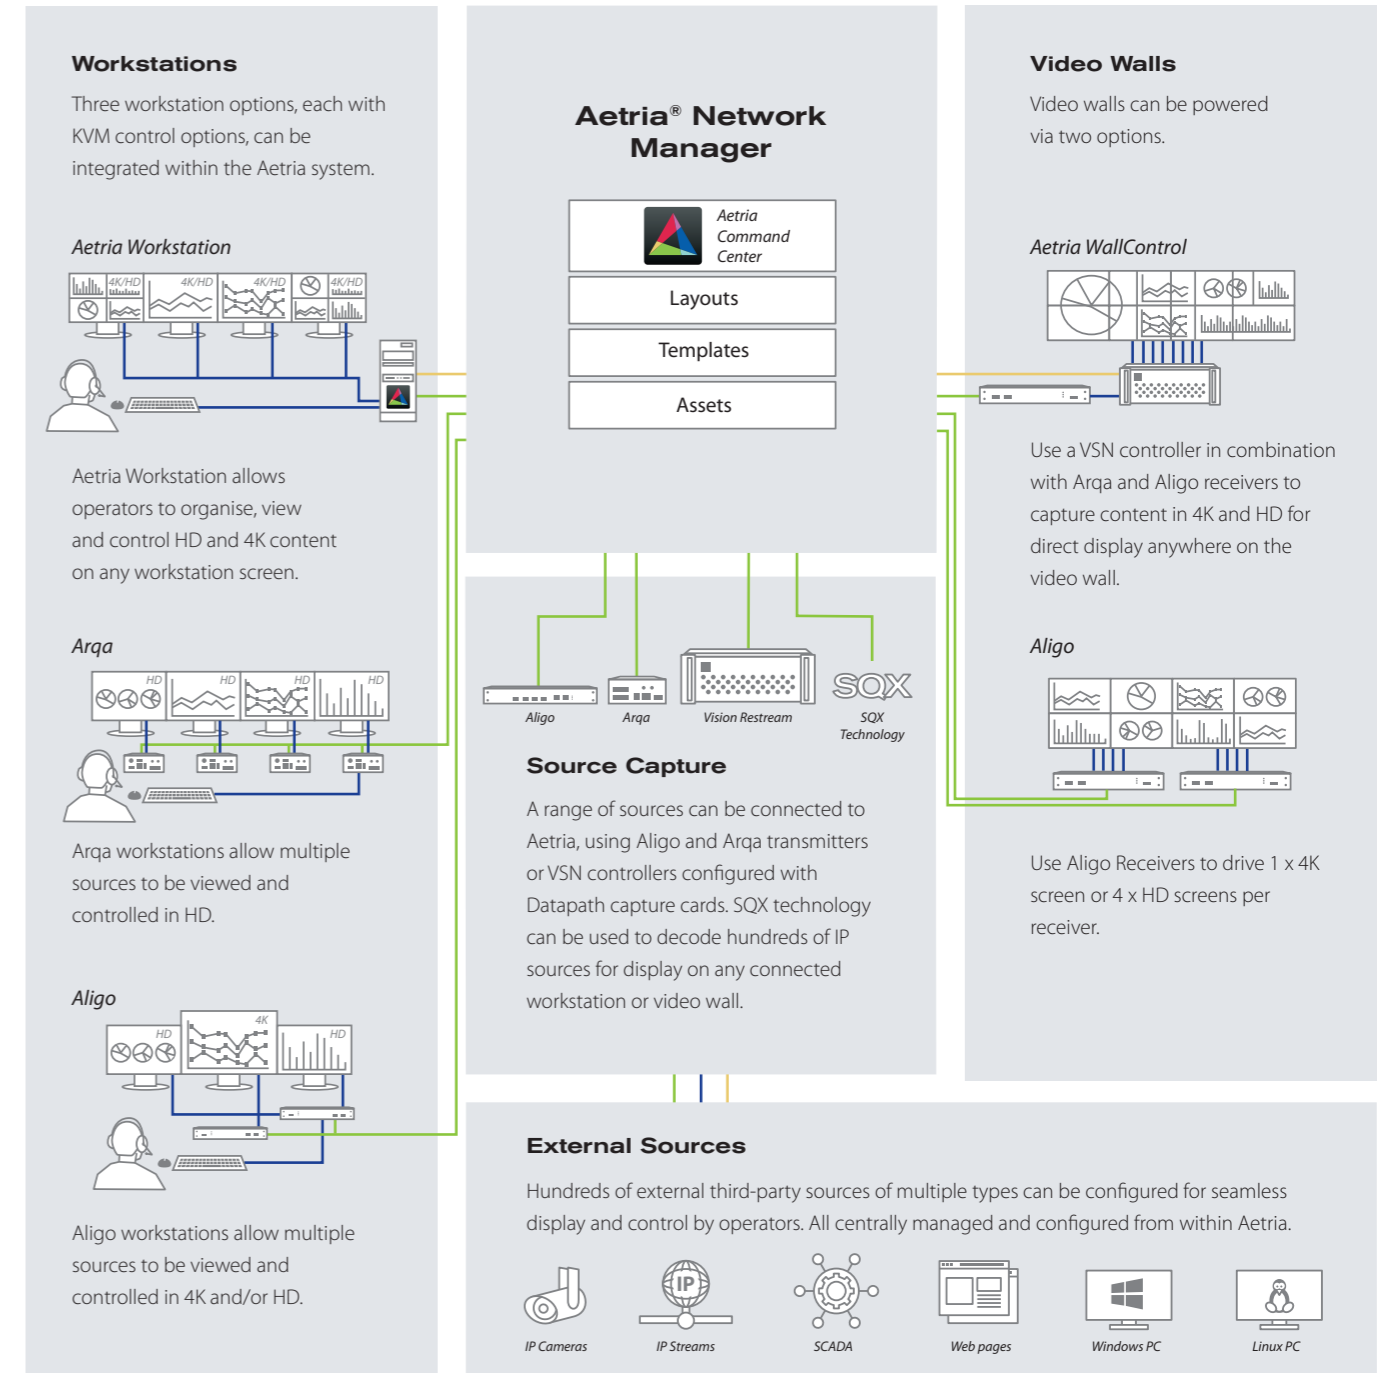 Workstations
Three workstation options, each with
KVM control options, can be
integrated within the Aetria system.
Aetria Workstation
4K/HD
4K/HD
4K/HD
4K/HD
Aetria Workstation allows
operators to organise, view
and control HD and 4K content
on any workstation screen.
Arqa
HD
HD
HD
HD
Arqa workstations allow multiple
sources to be viewed and
controlled in HD.
Aligo
HD
4K
HD
Aligo workstations allow multiple
sources to be viewed and
controlled in 4K and/or HD.
Aetria® Network
Manager
Aetria
Command
Center
Layouts
Templates
Assets
Aligo
Arqa
Vision Restream
SQX
SQX
Technology
Source Capture
A range of sources can be connected to
Aetria, using Aligo and Arqa transmitters
or VSN controllers configured with
Datapath capture cards. SQX technology
can be used to decode hundreds of IP
sources for display on any connected
workstation or video wall.
Video Walls
Video walls can be powered
via two options.
Aetria WallControl
Use a VSN controller in combination
with Arqa and Aligo receivers to
capture content in 4K and HD for
direct display anywhere on the
video wall.
Aligo
Use Aligo Receivers to drive 1 x 4K
screen or 4 x HD screens per
receiver.
External Sources
Hundreds of external third-party sources of multiple types can be configured for seamless
display and control by operators. All centrally managed and configured from within Aetria.
IP
IP Cameras
IP Streams
SCADA
Web pages
Windows PC
Linux PC